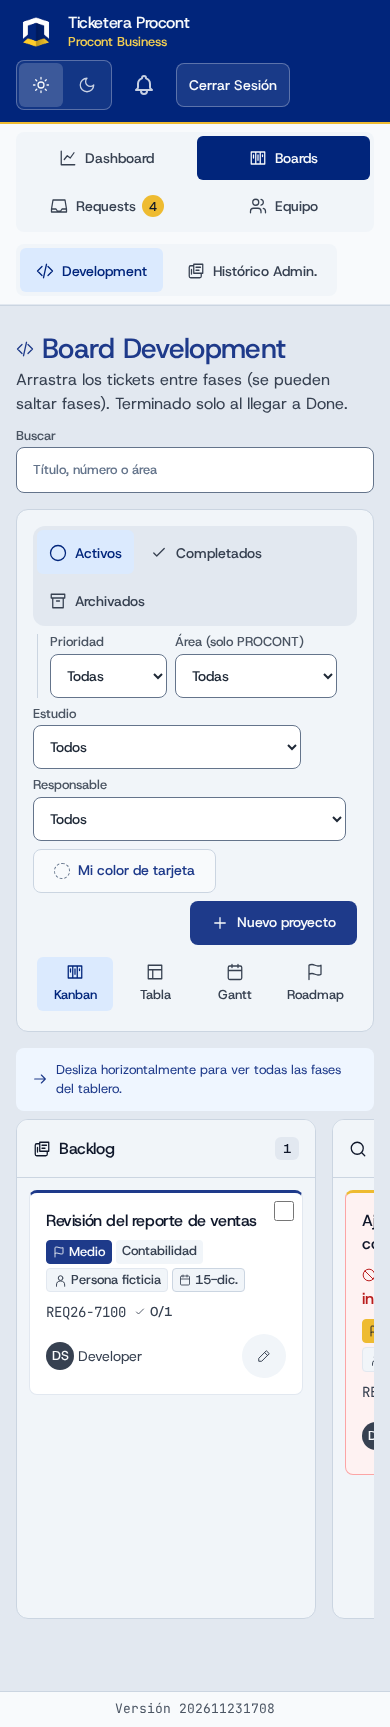 Ticketera Procont
Procont Business
Cerrar Sesión
Dashboard
Boards
Requests 4
Equipo
Development
Histórico Admin.
Board Development
Arrastra los tickets entre fases (se pueden
saltar fases). Terminado solo al llegar a Done.
Buscar
Título, número o área
Activos
Completados
Archivados
Prioridad
Área (solo PROCONT)
Todas
Todas
Estudio
Todos
Responsable
Todos
Mi color de tarjeta
Nuevo proyecto
Kanban
Tabla
Gantt
Roadmap
Desliza horizontalmente para ver todas las fases
del tablero.
Backlog
1
Revisión del reporte de ventas
Medio
Contabilidad
Persona ficticia
15-dic.
REQ26-7100
0/1
DS
Developer
Versión 202611231708